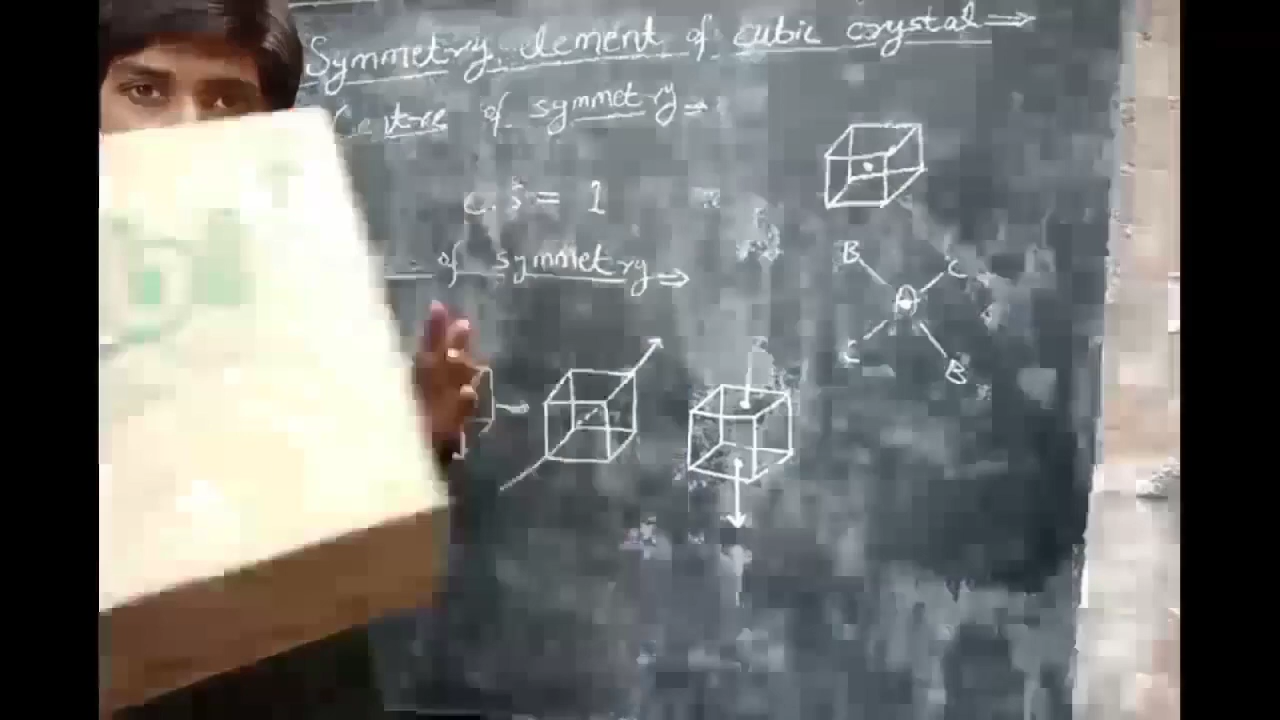 Symmetry element of cubic crystal ⇒
Centre of symmetry ⇒
c.s = 1
of symmetry ⇒
B C
C B